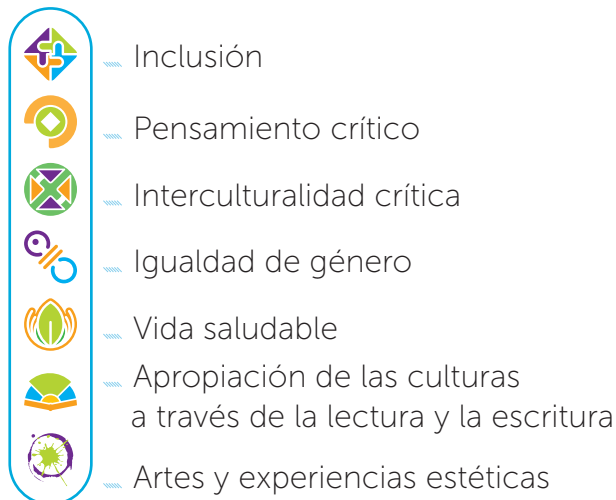 Inclusión
Pensamiento crítico
Interculturalidad crítica
Igualdad de género
Vida saludable
Apropiación de las culturas
a través de la lectura y la escritura
Artes y experiencias estéticas